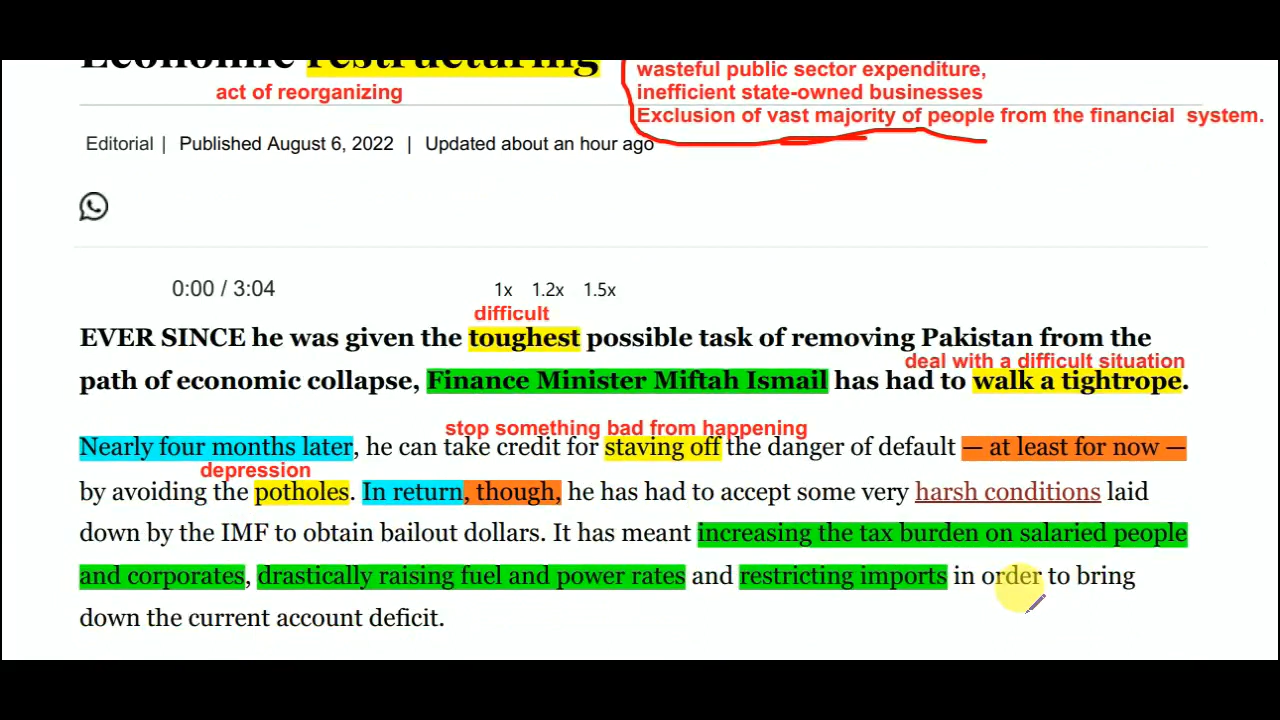 Economic restructuring
wasteful public sector expenditure,
act of reorganizing
inefficient state-owned businesses
Exclusion of vast majority of people from the financial system.
Editorial | Published August 6, 2022 | Updated about an hour ago
0:00 / 3:04 1x 1.2x 1.5x
difficult
EVER SINCE he was given the toughest possible task of removing Pakistan from the
deal with a difficult situation
path of economic collapse, Finance Minister Miftah Ismail has had to walk a tightrope.
stop something bad from happening
Nearly four months later, he can take credit for staving off the danger of default — at least for now —
depression
by avoiding the potholes. In return, though, he has had to accept some very harsh conditions laid
down by the IMF to obtain bailout dollars. It has meant increasing the tax burden on salaried people
and corporates, drastically raising fuel and power rates and restricting imports in order to bring
down the current account deficit.